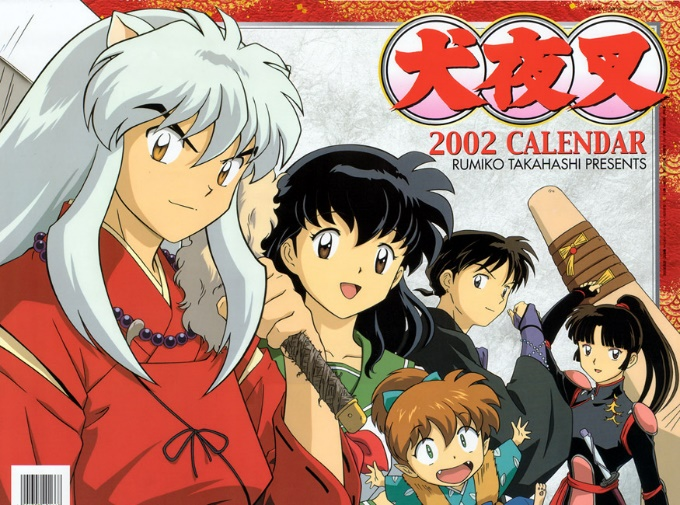 犬夜叉
2002 CALENDAR
RUMIKO TAKAHASHI PRESENTS